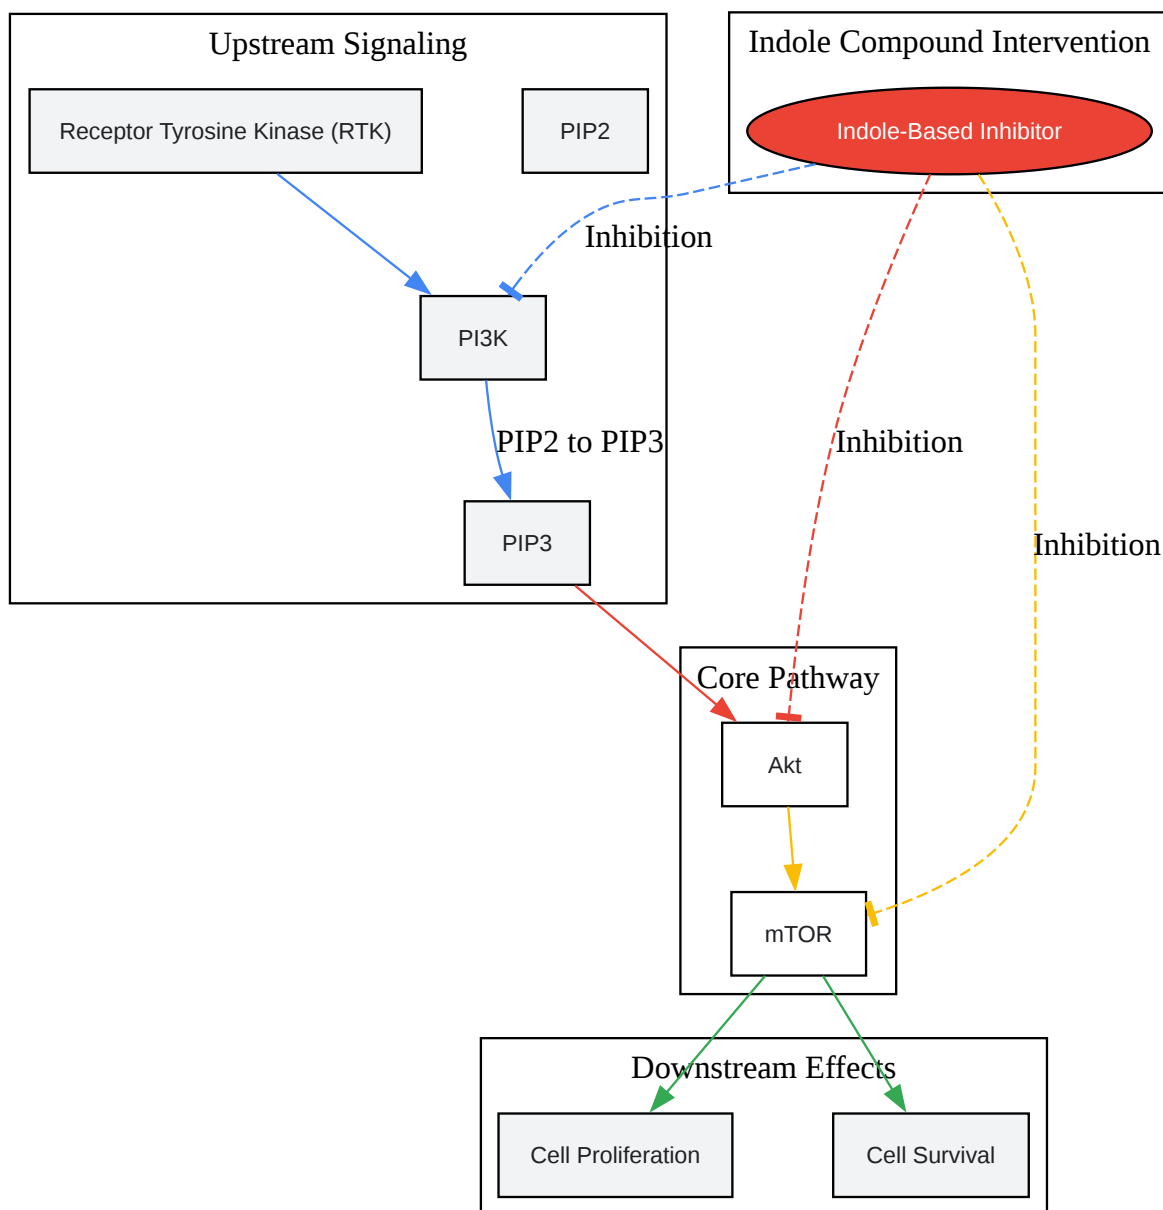 Upstream Signaling
Indole Compound Intervention
Receptor Tyrosine Kinase (RTK)
PIP2
Indole-Based Inhibitor
Inhibition
PI3K
PIP2 to PIP3
Inhibition
PIP3
Inhibition
Core Pathway
Akt
mTOR
Downstream Effects
Cell Proliferation
Cell Survival